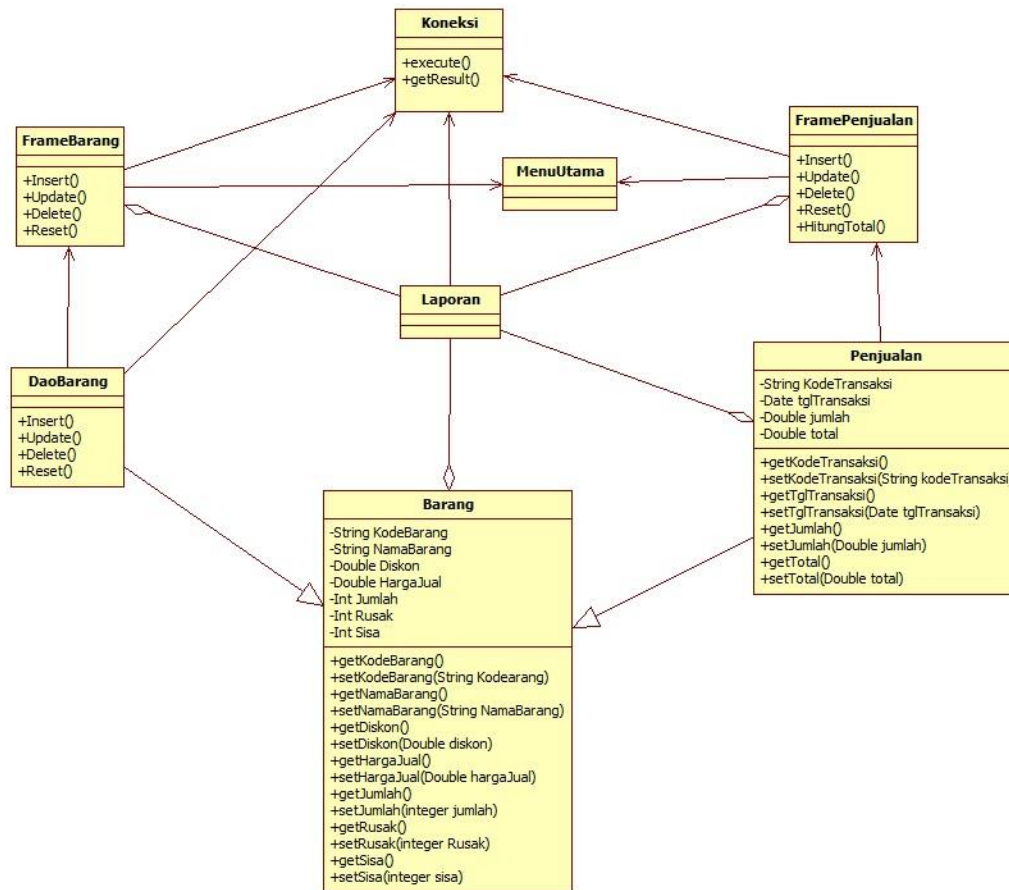 Koneksi
+execute()
+getResult()
FrameBarang
+Insert()
+Update()
+Delete()
+Reset()
MenuUtama
FramePenjualan
+Insert()
+Update()
+Delete()
+Reset()
+HitungTotal()
Laporan
DaoBarang
+Insert()
+Update()
+Delete()
+Reset()
Penjualan
-String KodeTransaksi
-Date tglTransaksi
-Double jumlah
-Double total
+getKodeTransaksi()
+setKodeTransaksi(String kodeTransaksi
+getTglTransaksi()
+setTglTransaksi(Date tglTransaksi)
+getJumlah()
+setJumlah(Double jumlah)
+getTotal()
+setTotal(Double total)
Barang
-String KodeBarang
-String NamaBarang
-Double Diskon
-Double HargaJual
-Int Jumlah
-Int Rusak
-Int Sisa
+getKodeBarang()
+setKodeBarang(String Kodearang)
+getNamaBarang()
+setNamaBarang(String NamaBarang)
+getDiskon()
+setDiskon(Double diskon)
+getHargaJual()
+setHargaJual(Double hargaJual)
+getJumlah()
+setJumlah(integer jumlah)
+getRusak()
+setRusak(integer Rusak)
+getSisa()
+setSisa(integer sisa)